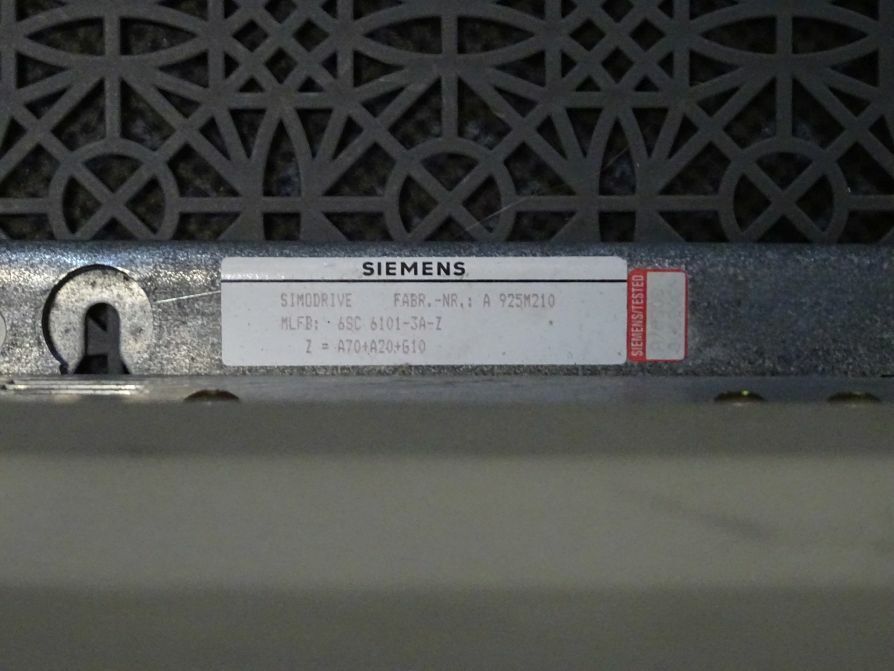 SIEMENS
SIMODRIVE FABR.-NR.: A 925M210
MLFB: 6SC 6101-3A-Z
Z = A70+A20+G10
SIEMENS/TESTED